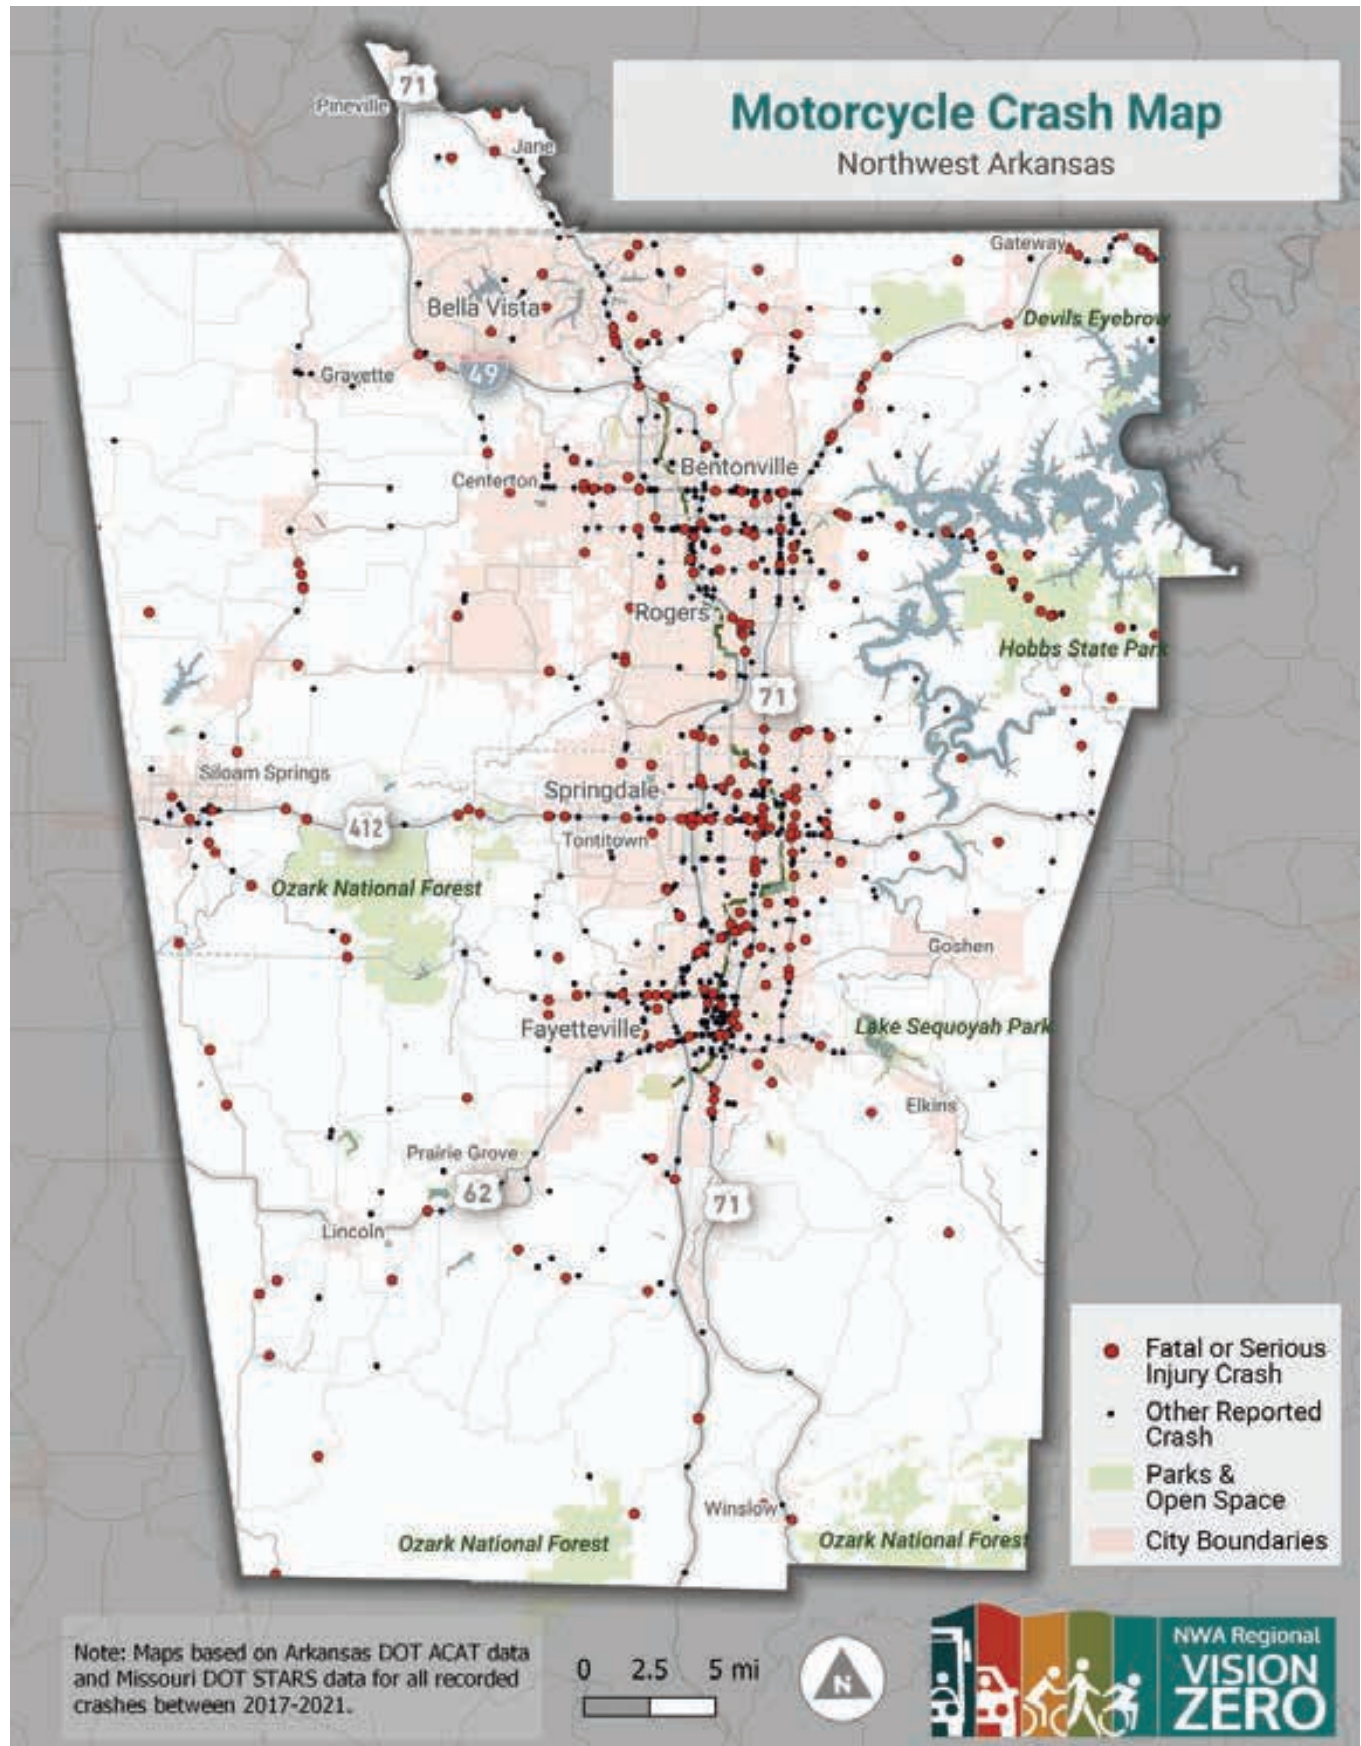 Motorcycle Crash Map
Northwest Arkansas
71
Pineville
Jane
Gateway
Bella Vista
Devils Eyebrow
49
Gravette
Bentonville
Centerton
Rogers
Hobbs State Park
71
Siloam Springs
Springdale
412
Tontitown
Ozark National Forest
Goshen
Fayetteville
Lake Sequoyah Park
Elkins
Prairie Grove
62
71
Lincoln
Fatal or Serious
Injury Crash
Other Reported
Crash
Parks &
Open Space
City Boundaries
Winslow
Ozark National Forest
Ozark National Forest
Note: Maps based on Arkansas DOT ACAT data
and Missouri DOT STARS data for all recorded
crashes between 2017-2021.
0 2.5 5 mi
N
NWA Regional
VISION
ZERO